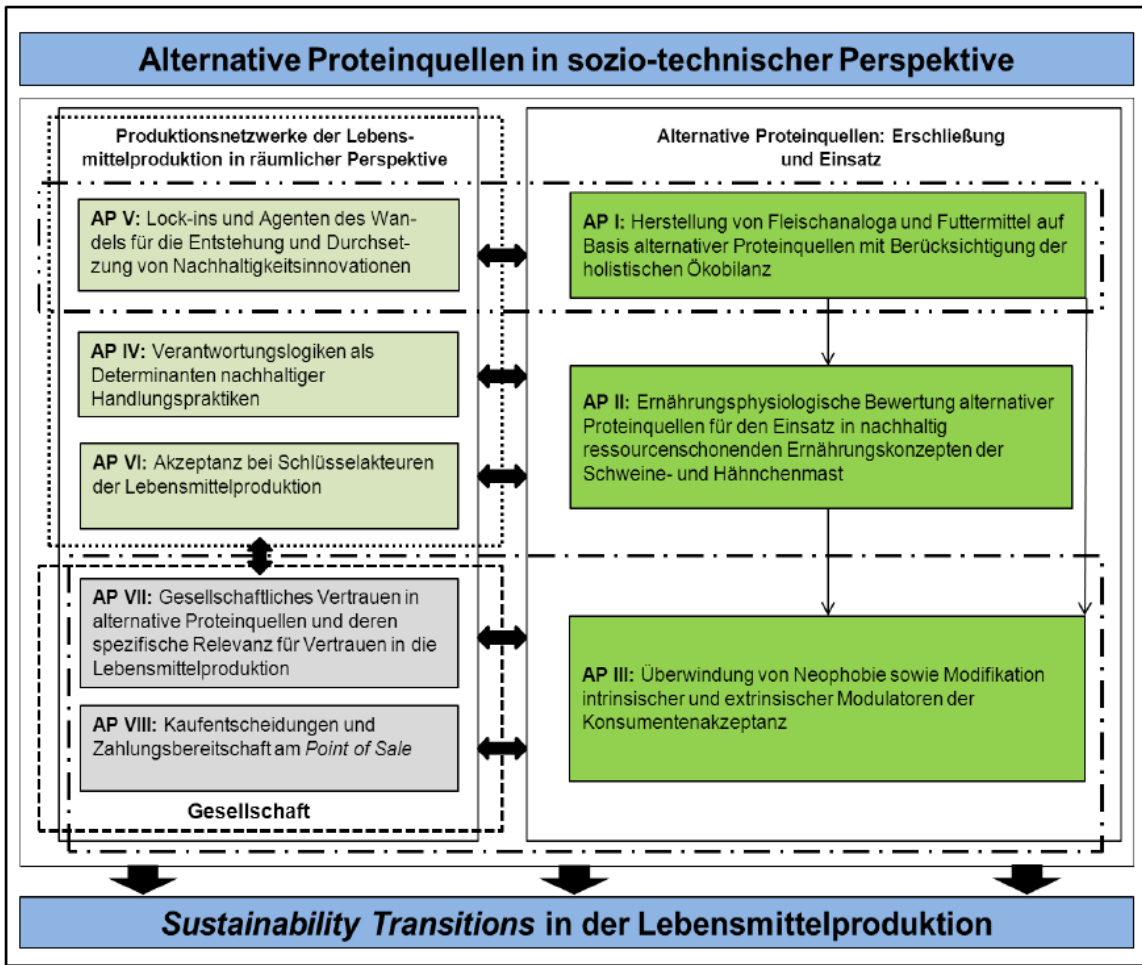 Alternative Proteinquellen in sozio-technischer Perspektive
Produktionsnetzwerke der Lebens-
mittelproduktion in räumlicher Perspektive
AP V: Lock-ins und Agenten des Wan-
dels für die Entstehung und Durchset-
zung von Nachhaltigkeitsinnovationen
AP IV: Verantwortungslogiken als
Determinanten nachhaltiger
Handlungspraktiken
AP VI: Akzeptanz bei Schlüsselakteuren
der Lebensmittelproduktion
AP VII: Gesellschaftliches Vertrauen in
alternative Proteinquellen und deren
spezifische Relevanz für Vertrauen in die
Lebensmittelproduktion
AP VIII: Kaufentscheidungen und
Zahlungsbereitschaft am Point of Sale
Gesellschaft
Alternative Proteinquellen: Erschließung
und Einsatz
AP I: Herstellung von Fleischanaloga und Futtermittel auf
Basis alternativer Proteinquellen mit Berücksichtigung der
holistischen Ökobilanz
AP II: Ernährungsphysiologische Bewertung alternativer
Proteinquellen für den Einsatz in nachhaltig
ressourcenschonenden Ernährungskonzepten der
Schweine- und Hähnchenmast
AP III: Überwindung von Neophobie sowie Modifikation
intrinsischer und extrinsischer Modulatoren der
Konsumentenakzeptanz
Sustainability Transitions in der Lebensmittelproduktion